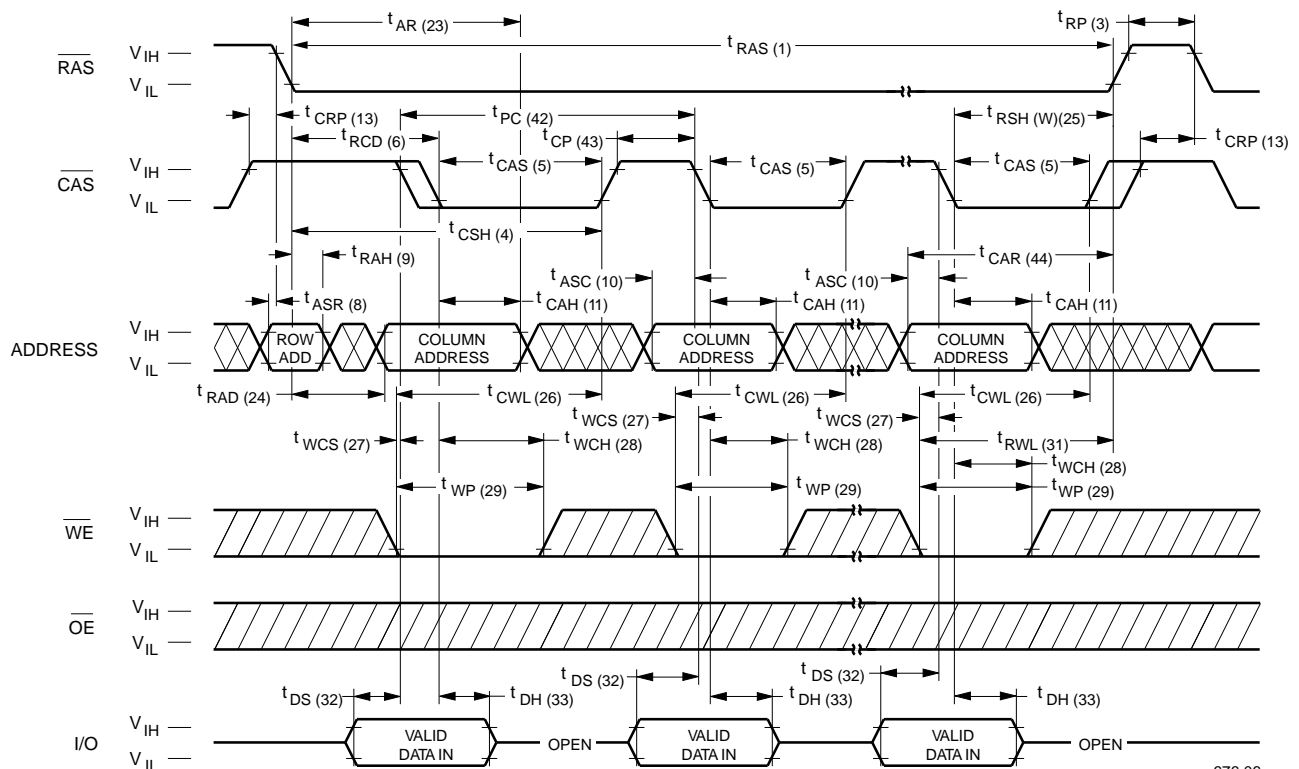 t AR (23)
t RP (3)
t RAS (1)
RAS
V IH
V IL
t CRP (13)
t PC (42)
t RSH (W)(25)
t RCD (6)
t CP (43)
t CRP (13)
t CAS (5)
t CAS (5)
t CAS (5)
CAS
V IH
V IL
t CSH (4)
t RAH (9)
t CAR (44)
t ASC (10)
t ASC (10)
t ASR (8)
t CAH (11)
t CAH (11)
t CAH (11)
ADDRESS
V IH
V IL
ROW ADD
COLUMN ADDRESS
COLUMN ADDRESS
COLUMN ADDRESS
t RAD (24)
t CWL (26)
t CWL (26)
t CWL (26)
t WCS (27)
t WCS (27)
t WCS (27)
t WCH (28)
t WCH (28)
t RWL (31)
t WCH (28)
t WP (29)
t WP (29)
t WP (29)
WE
V IH
V IL
OE
V IH
V IL
t DS (32)
t DS (32)
t DS (32)
t DH (33)
t DH (33)
t DH (33)
I/O
V IH
V IL
VALID DATA IN
OPEN
VALID DATA IN
VALID DATA IN
OPEN